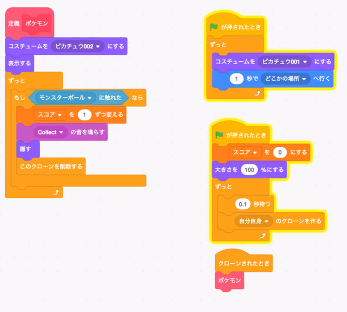 定義 ポケモン
コスチュームを ピカチュウ002 にする
表示する
ずっと
もし モンスターボール に触れた なら
スコア を 1 ずつ変える
Collect の音を鳴らす
隠す
このクローンを削除する
が押されたとき
ずっと
コスチュームを ピカチュウ001 にする
1 秒で どこかの場所 へ行く
が押されたとき
スコア を 0 にする
大きさを 100 %にする
ずっと
0.1 秒待つ
自分自身 のクローンを作る
クローンされたとき
ポケモン